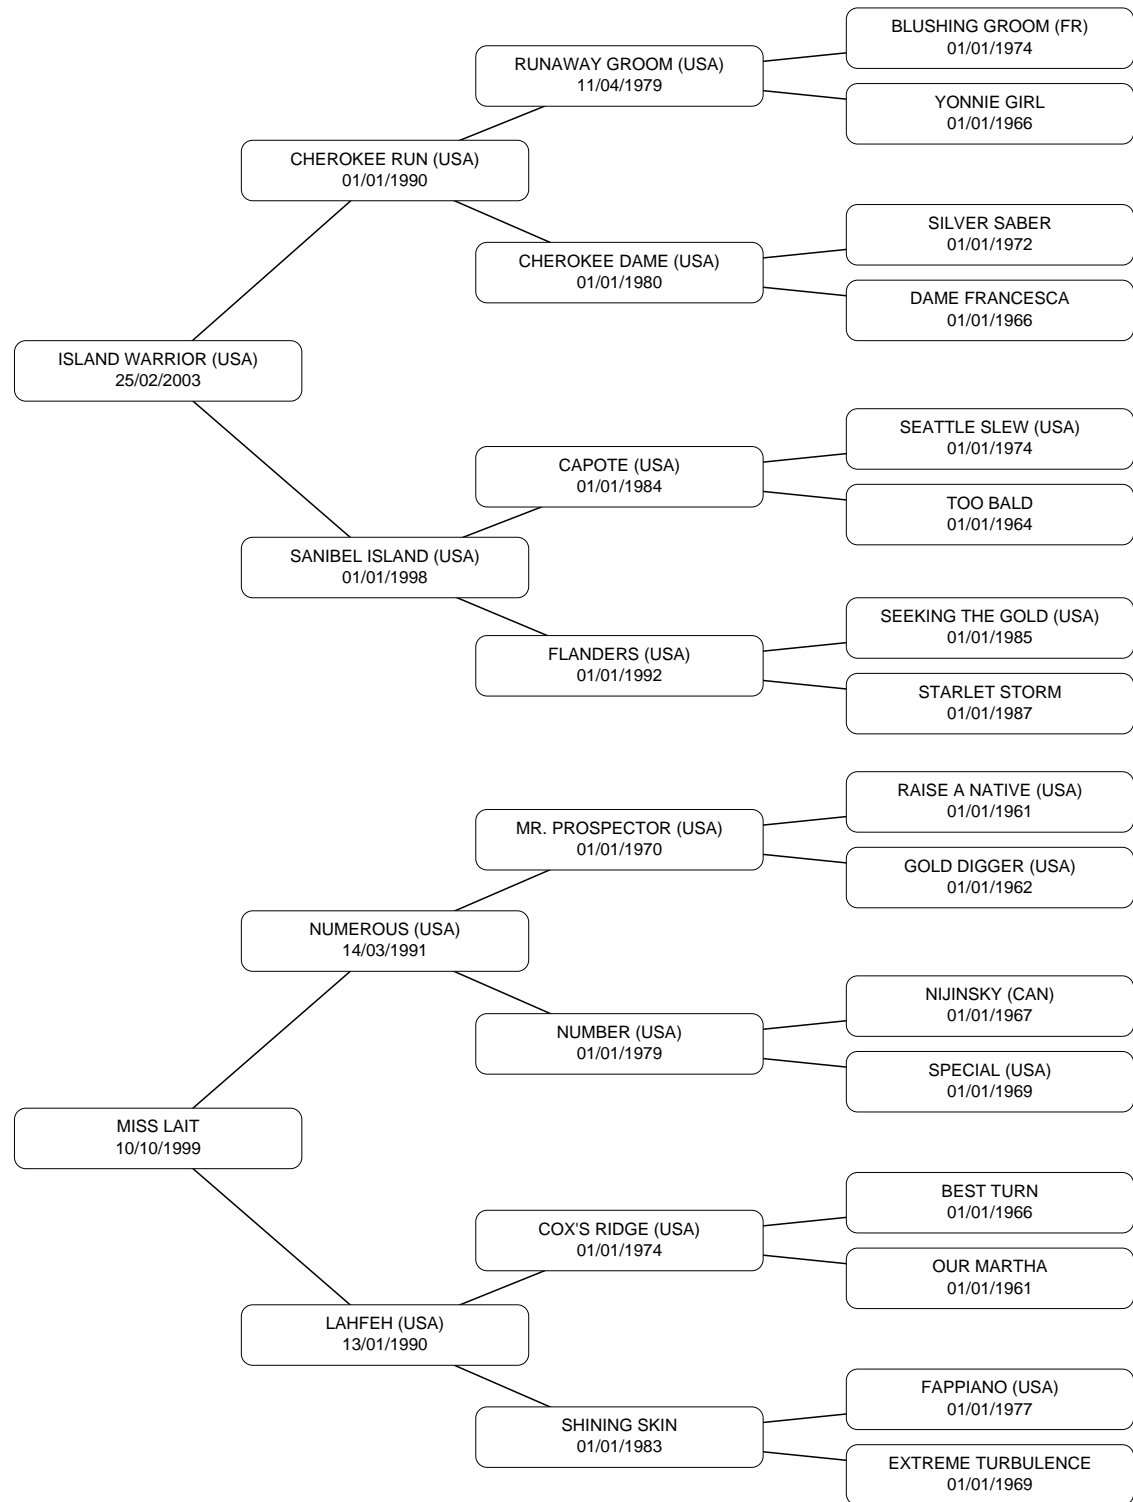 BLUSHING GROOM (FR)
01/01/1974
RUNAWAY GROOM (USA)
11/04/1979
YONNIE GIRL
01/01/1966
CHEROKEE RUN (USA)
01/01/1990
SILVER SABER
01/01/1972
CHEROKEE DAME (USA)
01/01/1980
DAME FRANCESCA
01/01/1966
ISLAND WARRIOR (USA)
25/02/2003
SEATTLE SLEW (USA)
01/01/1974
CAPOTE (USA)
01/01/1984
TOO BALD
01/01/1964
SANIBEL ISLAND (USA)
01/01/1998
SEEKING THE GOLD (USA)
01/01/1985
FLANDERS (USA)
01/01/1992
STARLET STORM
01/01/1987
RAISE A NATIVE (USA)
01/01/1961
MR. PROSPECTOR (USA)
01/01/1970
GOLD DIGGER (USA)
01/01/1962
NUMEROUS (USA)
14/03/1991
NIJINSKY (CAN)
01/01/1967
NUMBER (USA)
01/01/1979
SPECIAL (USA)
01/01/1969
MISS LAIT
10/10/1999
BEST TURN
01/01/1966
COX'S RIDGE (USA)
01/01/1974
OUR MARTHA
01/01/1961
LAHFEH (USA)
13/01/1990
FAPPIANO (USA)
01/01/1977
SHINING SKIN
01/01/1983
EXTREME TURBULENCE
01/01/1969